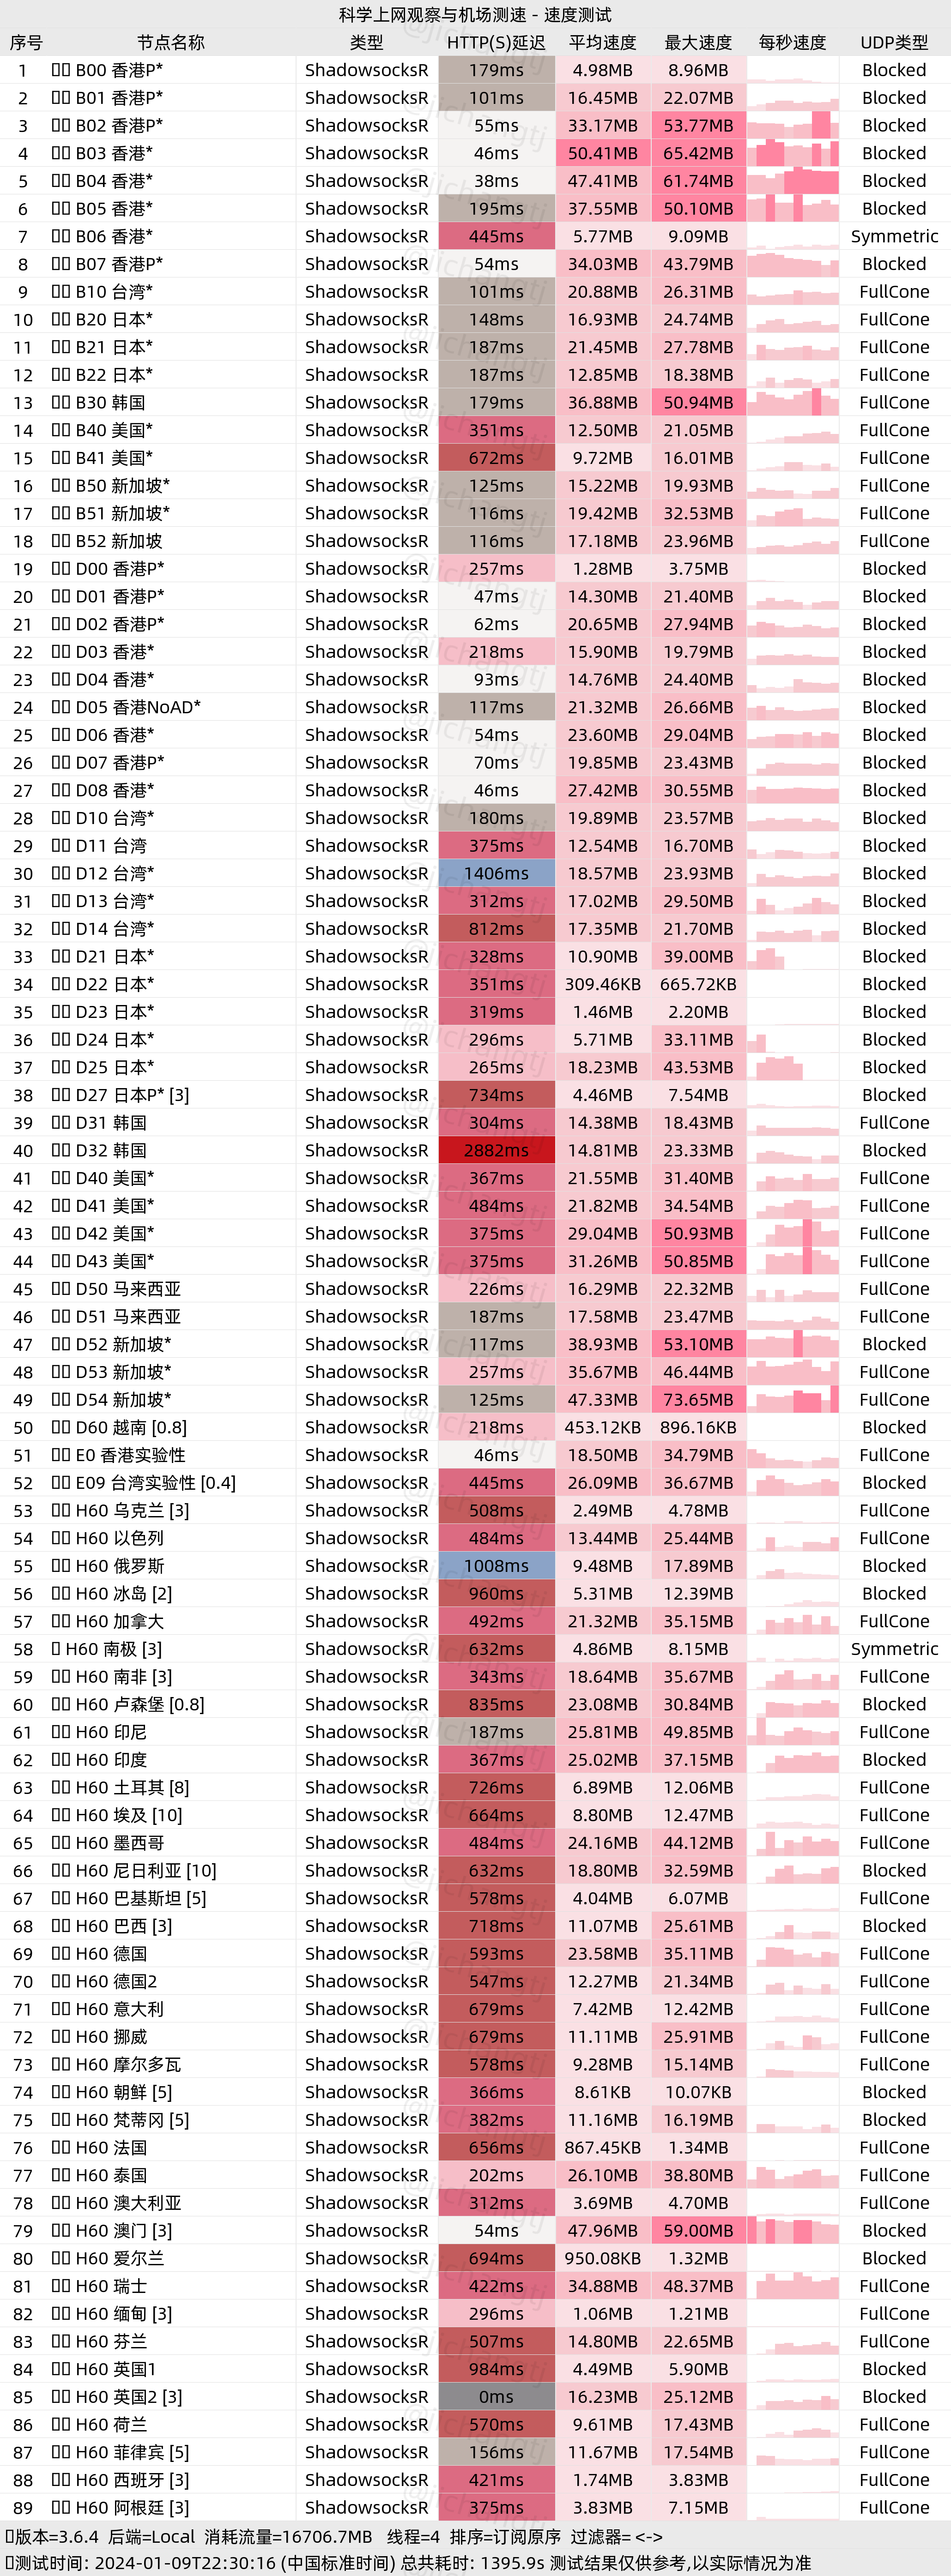 科学上网观察与机场测速 - 速度测试
序号 节点名称 类型 HTTP(S)延迟 平均速度 最大速度 每秒速度 UDP类型
1 B00 香港P* ShadowsocksR 179ms 4.98MB 8.96MB Blocked
2 B01 香港P* ShadowsocksR 101ms 16.45MB 22.07MB Blocked
3 B02 香港P* ShadowsocksR 55ms 33.17MB 53.77MB Blocked
4 B03 香港* ShadowsocksR 46ms 50.41MB 65.42MB Blocked
5 B04 香港* ShadowsocksR 38ms 47.41MB 61.74MB Blocked
6 B05 香港* ShadowsocksR 195ms 37.55MB 50.10MB Blocked
7 B06 香港* ShadowsocksR 445ms 5.77MB 9.09MB Symmetric
8 B07 香港P* ShadowsocksR 54ms 34.03MB 43.79MB Blocked
9 B10 台湾* ShadowsocksR 101ms 20.88MB 26.31MB FullCone
10 B20 日本* ShadowsocksR 148ms 16.93MB 24.74MB FullCone
11 B21 日本* ShadowsocksR 187ms 21.45MB 27.78MB FullCone
12 B22 日本* ShadowsocksR 187ms 12.85MB 18.38MB FullCone
13 B30 韩国 ShadowsocksR 179ms 36.88MB 50.94MB FullCone
14 B40 美国* ShadowsocksR 351ms 12.50MB 21.05MB FullCone
15 B41 美国* ShadowsocksR 672ms 9.72MB 16.01MB FullCone
16 B50 新加坡* ShadowsocksR 125ms 15.22MB 19.93MB FullCone
17 B51 新加坡* ShadowsocksR 116ms 19.42MB 32.53MB FullCone
18 B52 新加坡 ShadowsocksR 116ms 17.18MB 23.96MB FullCone
19 D00 香港P* ShadowsocksR 257ms 1.28MB 3.75MB Blocked
20 D01 香港P* ShadowsocksR 47ms 14.30MB 21.40MB Blocked
21 D02 香港P* ShadowsocksR 62ms 20.65MB 27.94MB Blocked
22 D03 香港* ShadowsocksR 218ms 15.90MB 19.79MB Blocked
23 D04 香港* ShadowsocksR 93ms 14.76MB 24.40MB Blocked
24 D05 香港NoAD* ShadowsocksR 117ms 21.32MB 26.66MB Blocked
25 D06 香港* ShadowsocksR 54ms 23.60MB 29.04MB Blocked
26 D07 香港P* ShadowsocksR 70ms 19.85MB 23.43MB Blocked
27 D08 香港* ShadowsocksR 46ms 27.42MB 30.55MB Blocked
28 D10 台湾* ShadowsocksR 180ms 19.89MB 23.57MB Blocked
29 D11 台湾 ShadowsocksR 375ms 12.54MB 16.70MB Blocked
30 D12 台湾* ShadowsocksR 1406ms 18.57MB 23.93MB Blocked
31 D13 台湾* ShadowsocksR 312ms 17.02MB 29.50MB Blocked
32 D14 台湾* ShadowsocksR 812ms 17.35MB 21.70MB Blocked
33 D21 日本* ShadowsocksR 328ms 10.90MB 39.00MB Blocked
34 D22 日本* ShadowsocksR 351ms 309.46KB 665.72KB Blocked
35 D23 日本* ShadowsocksR 319ms 1.46MB 2.20MB Blocked
36 D24 日本* ShadowsocksR 296ms 5.71MB 33.11MB Blocked
37 D25 日本* ShadowsocksR 265ms 18.23MB 43.53MB Blocked
38 D27 日本P* [3] ShadowsocksR 734ms 4.46MB 7.54MB Blocked
39 D31 韩国 ShadowsocksR 304ms 14.38MB 18.43MB FullCone
40 D32 韩国 ShadowsocksR 2882ms 14.81MB 23.33MB Blocked
41 D40 美国* ShadowsocksR 367ms 21.55MB 31.40MB FullCone
42 D41 美国* ShadowsocksR 484ms 21.82MB 34.54MB FullCone
43 D42 美国* ShadowsocksR 375ms 29.04MB 50.93MB FullCone
44 D43 美国* ShadowsocksR 375ms 31.26MB 50.85MB FullCone
45 D50 马来西亚 ShadowsocksR 226ms 16.29MB 22.32MB FullCone
46 D51 马来西亚 ShadowsocksR 187ms 17.58MB 23.47MB FullCone
47 D52 新加坡* ShadowsocksR 117ms 38.93MB 53.10MB Blocked
48 D53 新加坡* ShadowsocksR 257ms 35.67MB 46.44MB FullCone
49 D54 新加坡* ShadowsocksR 125ms 47.33MB 73.65MB FullCone
50 D60 越南 [0.8] ShadowsocksR 218ms 453.12KB 896.16KB Blocked
51 E0 香港实验性 ShadowsocksR 46ms 18.50MB 34.79MB FullCone
52 E09 台湾实验性 [0.4] ShadowsocksR 445ms 26.09MB 36.67MB Blocked
53 H60 乌克兰 [3] ShadowsocksR 508ms 2.49MB 4.78MB FullCone
54 H60 以色列 ShadowsocksR 484ms 13.44MB 25.44MB FullCone
55 H60 俄罗斯 ShadowsocksR 1008ms 9.48MB 17.89MB Blocked
56 H60 冰岛 [2] ShadowsocksR 960ms 5.31MB 12.39MB Blocked
57 H60 加拿大 ShadowsocksR 492ms 21.32MB 35.15MB FullCone
58 H60 南极 [3] ShadowsocksR 632ms 4.86MB 8.15MB Symmetric
59 H60 南非 [3] ShadowsocksR 343ms 18.64MB 35.67MB FullCone
60 H60 卢森堡 [0.8] ShadowsocksR 835ms 23.08MB 30.84MB Blocked
61 H60 印尼 ShadowsocksR 187ms 25.81MB 49.85MB FullCone
62 H60 印度 ShadowsocksR 367ms 25.02MB 37.15MB Blocked
63 H60 土耳其 [8] ShadowsocksR 726ms 6.89MB 12.06MB FullCone
64 H60 埃及 [10] ShadowsocksR 664ms 8.80MB 12.47MB FullCone
65 H60 墨西哥 ShadowsocksR 484ms 24.16MB 44.12MB FullCone
66 H60 尼日利亚 [10] ShadowsocksR 632ms 18.80MB 32.59MB Blocked
67 H60 巴基斯坦 [5] ShadowsocksR 578ms 4.04MB 6.07MB FullCone
68 H60 巴西 [3] ShadowsocksR 718ms 11.07MB 25.61MB Blocked
69 H60 德国 ShadowsocksR 593ms 23.58MB 35.11MB FullCone
70 H60 德国2 ShadowsocksR 547ms 12.27MB 21.34MB FullCone
71 H60 意大利 ShadowsocksR 679ms 7.42MB 12.42MB FullCone
72 H60 挪威 ShadowsocksR 679ms 11.11MB 25.91MB FullCone
73 H60 摩尔多瓦 ShadowsocksR 578ms 9.28MB 15.14MB FullCone
74 H60 朝鲜 [5] ShadowsocksR 366ms 8.61KB 10.07KB Blocked
75 H60 梵蒂冈 [5] ShadowsocksR 382ms 11.16MB 16.19MB Blocked
76 H60 法国 ShadowsocksR 656ms 867.45KB 1.34MB FullCone
77 H60 泰国 ShadowsocksR 202ms 26.10MB 38.80MB FullCone
78 H60 澳大利亚 ShadowsocksR 312ms 3.69MB 4.70MB FullCone
79 H60 澳门 [3] ShadowsocksR 54ms 47.96MB 59.00MB Blocked
80 H60 爱尔兰 ShadowsocksR 694ms 950.08KB 1.32MB Blocked
81 H60 瑞士 ShadowsocksR 422ms 34.88MB 48.37MB FullCone
82 H60 缅甸 [3] ShadowsocksR 296ms 1.06MB 1.21MB FullCone
83 H60 芬兰 ShadowsocksR 507ms 14.80MB 22.65MB FullCone
84 H60 英国1 ShadowsocksR 984ms 4.49MB 5.90MB Blocked
85 H60 英国2 [3] ShadowsocksR 0ms 16.23MB 25.12MB Blocked
86 H60 荷兰 ShadowsocksR 570ms 9.61MB 17.43MB FullCone
87 H60 菲律宾 [5] ShadowsocksR 156ms 11.67MB 17.54MB FullCone
88 H60 西班牙 [3] ShadowsocksR 421ms 1.74MB 3.83MB FullCone
89 H60 阿根廷 [3] ShadowsocksR 375ms 3.83MB 7.15MB FullCone
版本=3.6.4 后端=Local 消耗流量=16706.7MB 线程=4 排序=订阅原序 过滤器= <->
测试时间: 2024-01-09T22:30:16 (中国标准时间) 总共耗时: 1395.9s 测试结果仅供参考,以实际情况为准